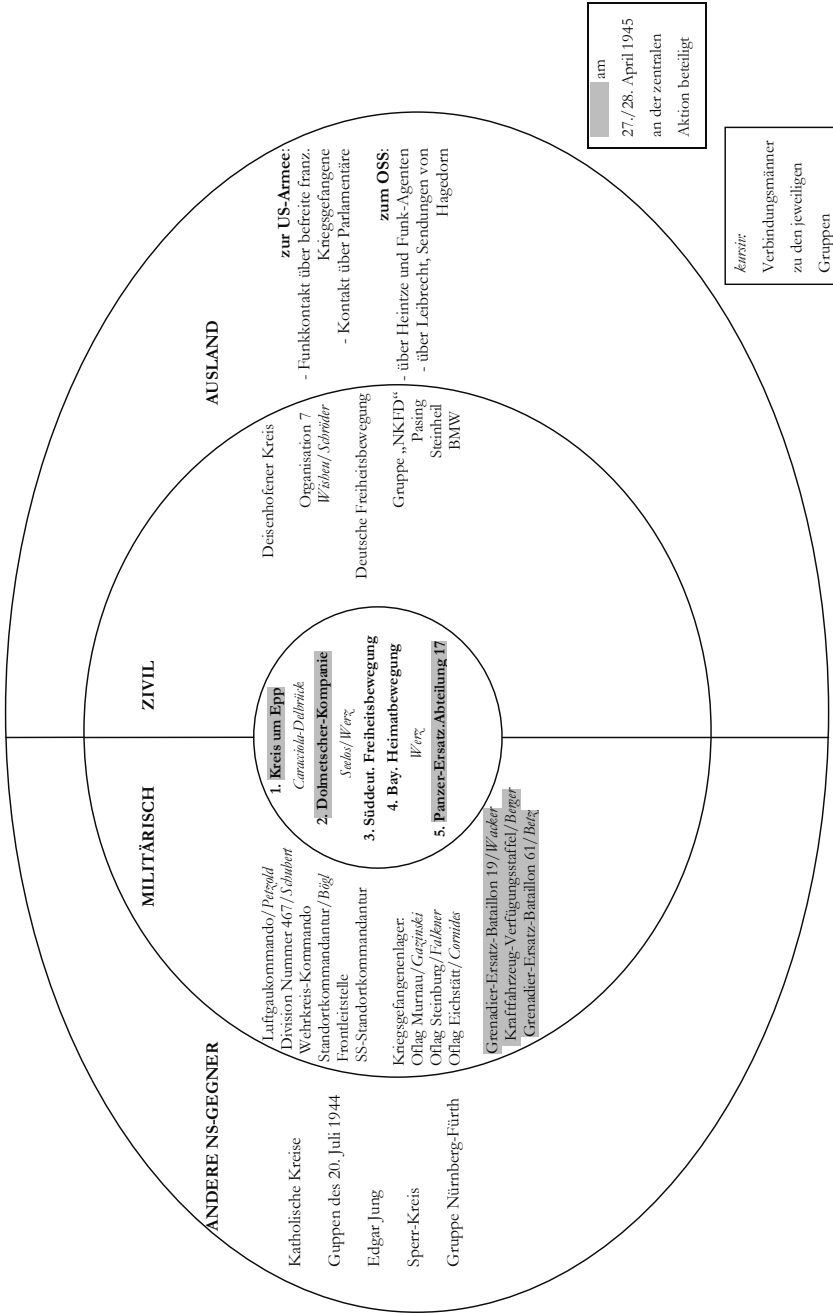 ANDERE NS-GEGNER
Katholische Kreise
Guppen des 20. Juli 1944
Edgar Jung
Sperr-Kreis
Gruppe Nürnberg-Fürth
MILITÄRISCH
Luftgaukommando/Petzold
Division Nummer 467/Schubert
Wehrkreis-Kommando
Standortkommandantur/Bögl
Frontleitstelle
SS-Standortkommandantur
Kriegsgefangenenlager:
Oflag Murnau/Gazinski
Oflag Steinburg/Falkner
Oflag Eichstätt/Cornides
Grenadier-Ersatz-Bataillon 19/Wacker
Kraftfahrzeug-Verfügungsstaffel/Berger
Grenadier-Ersatz-Bataillon 61/Betz
1. Kreis um Epp
Caracciola-Delbrück
2. Dolmetscher-Kompanie
Seelos/Werz
3. Süddeut. Freiheitsbewegung
4. Bay. Heimatbewegung
Werz
5. Panzer-Ersatz.Abteilung 17
ZIVIL
Deisenhofener Kreis
Organisation 7
Wisheu/Schröder
Deutsche Freiheitsbewegung
Gruppe „NKFD“
Pasing
Steinheil
BMW
AUSLAND
zur US-Armee:
- Funkkontakt über befreite franz.
Kriegsgefangene
- Kontakt über Parlamentäre
zum OSS:
- über Heintze und Funk-Agenten
- über Leibrecht, Sendungen von
Hagedorn
am
27./28. April 1945
an der zentralen
Aktion beteiligt
kursiv:
Verbindungsmänner
zu den jeweiligen
Gruppen